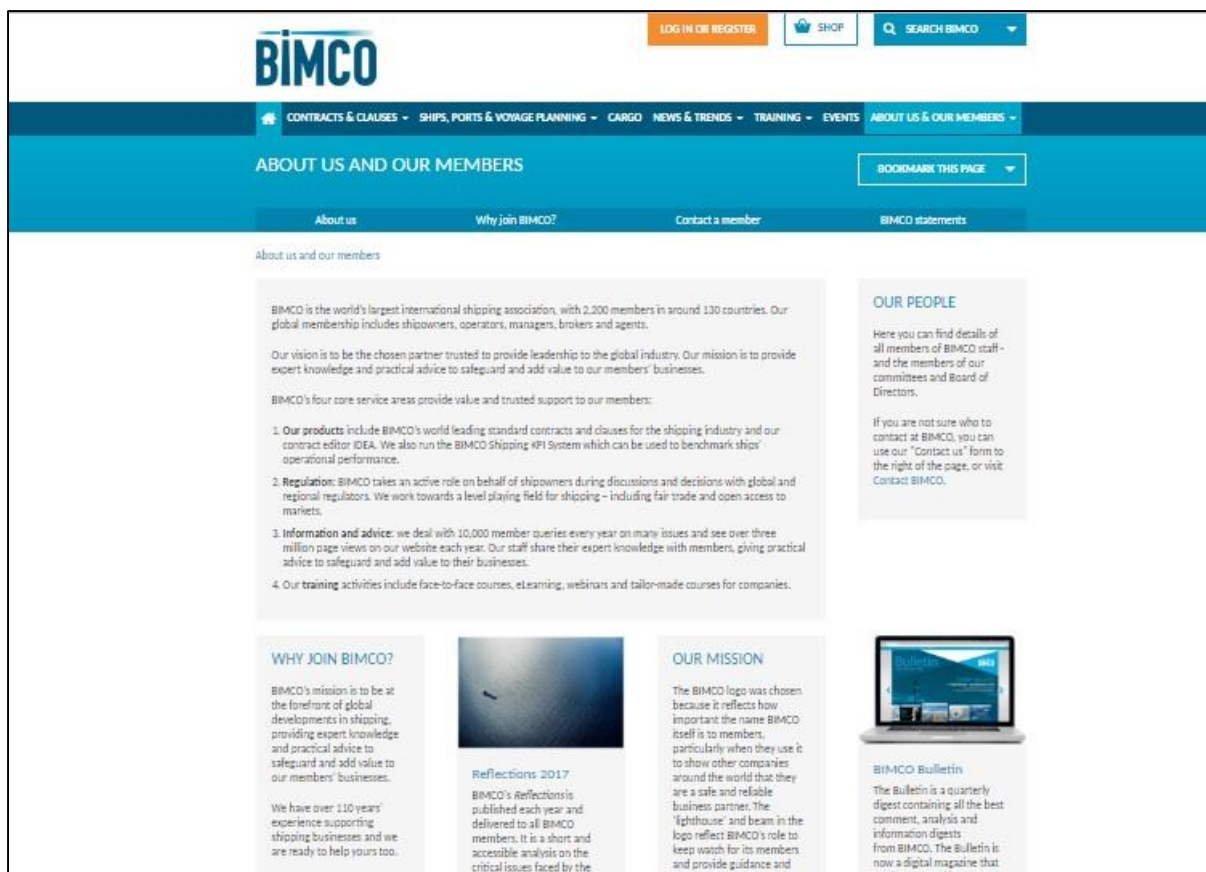 BiMCO
LOG IN OR REGISTER
SHOP
SEARCH BIMCO
CONTRACTS & CLAUSES
SHIPS, PORTS & VOYAGE PLANNING
CARGO
NEWS & TRENDS
TRAINING
EVENTS
ABOUT US & OUR MEMBERS
ABOUT US AND OUR MEMBERS
BOOKMARK THIS PAGE
About us
Why join BIMCO?
Contact a member
BIMCO statements
About us and our members
BIMCO is the world's largest international shipping association, with 2,200 members in around 130 countries. Our
global membership includes shipowners, operators, managers, brokers and agents.
Our vision is to be the chosen partner trusted to provide leadership to the global industry. Our mission is to provide
expert knowledge and practical advice to safeguard and add value to our members' businesses.
BIMCO's four core service areas provide value and trusted support to our members:
1. Our products include BIMCO's world leading standard contracts and clauses for the shipping industry and our
contract editor IDEA. We also run the BIMCO Shipping KPI System which can be used to benchmark ships'
operational performance.
2. Regulation: BIMCO takes an active role on behalf of shipowners during discussions and decisions with global and
regional regulators. We work towards a level playing field for shipping – including fair trade and open access to
markets.
3. Information and advice: we deal with 10,000 member queries every year on many issues and see over three
million page views on our website each year. Our staff share their expert knowledge with members, giving practical
advice to safeguard and add value to their businesses.
4. Our training activities include face-to-face courses, eLearning, webinars and tailor-made courses for companies.
OUR PEOPLE
Here you can find details of
all members of BIMCO staff -
and the members of our
committees and Board of
Directors.
If you are not sure who to
contact at BIMCO, you can
use our "Contact us" form to
the right of the page, or visit
Contact BIMCO.
WHY JOIN BIMCO?
BIMCO's mission is to be at
the forefront of global
developments in shipping,
providing expert knowledge
and practical advice to
safeguard and add value to
our members' businesses.
We have over 110 years'
experience supporting
shipping businesses and we
are ready to help yours too.
Reflections 2017
BIMCO's Reflections is
published each year and
delivered to all BIMCO
members. It is a short and
accessible analysis on the
critical issues faced by the
OUR MISSION
The BIMCO logo was chosen
because it reflects how
important the name BIMCO
itself is to members,
particularly when they use it
to show other companies
around the world that they
are a safe and reliable
business partner. The
'lighthouse' and beam in the
logo reflect BIMCO's role to
keep watch for its members
and provide guidance and
Bulletin
BIMCO Bulletin
The Bulletin is a quarterly
digest containing all the best
comment, analysis and
information digests
from BIMCO. The Bulletin is
now a digital magazine that